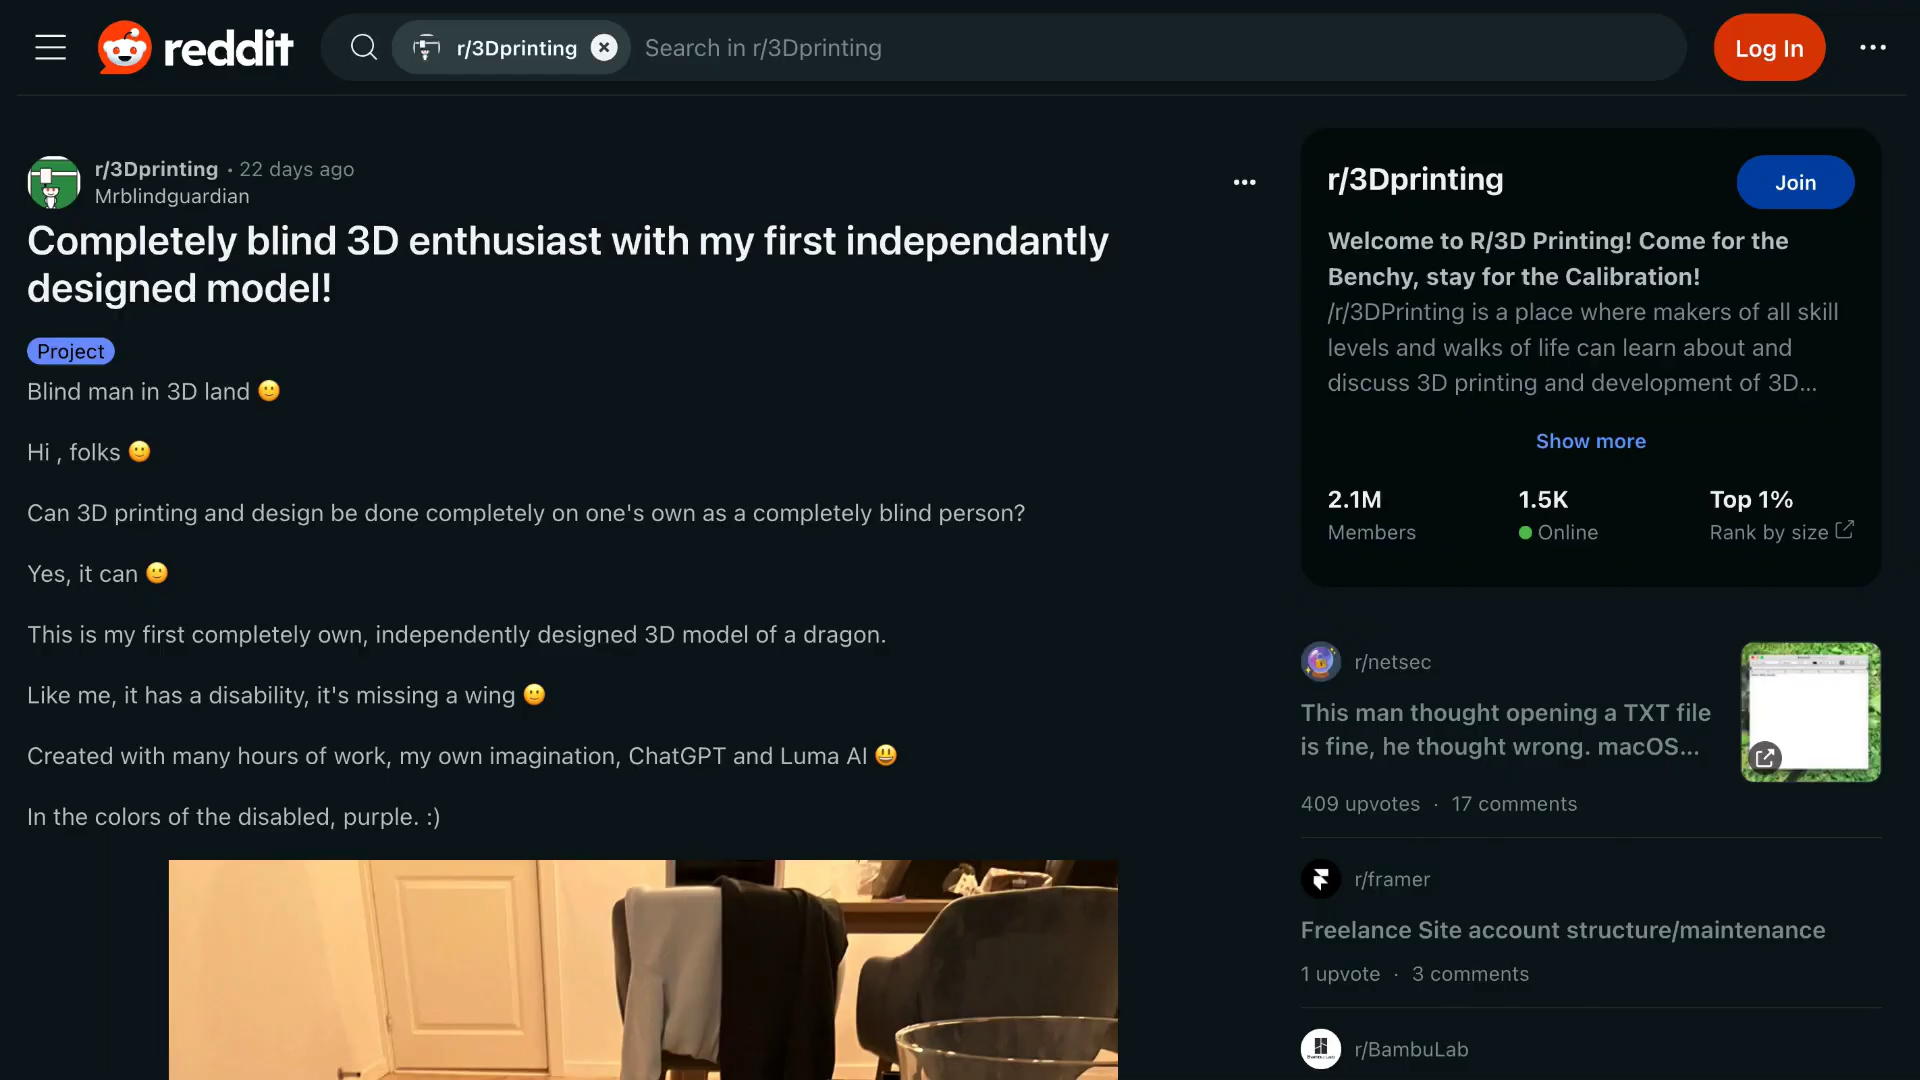 reddit
r/3Dprinting
Search in r/3Dprinting
Log In
r/3Dprinting • 22 days ago
Mrblindguardian
Completely blind 3D enthusiast with my first independantly
designed model!
Project
Blind man in 3D land 🙂
Hi , folks 🙂
Can 3D printing and design be done completely on one's own as a completely blind person?
Yes, it can 🙂
This is my first completely own, independently designed 3D model of a dragon.
Like me, it has a disability, it's missing a wing 🙂
Created with many hours of work, my own imagination, ChatGPT and Luma AI 😃
In the colors of the disabled, purple. :)
r/3Dprinting
Join
Welcome to R/3D Printing! Come for the
Benchy, stay for the Calibration!
/r/3DPrinting is a place where makers of all skill
levels and walks of life can learn about and
discuss 3D printing and development of 3D...
Show more
2.1M 1.5K Top 1%
Members Online Rank by size
r/netsec
This man thought opening a TXT file
is fine, he thought wrong. macOS...
409 upvotes · 17 comments
r/framer
Freelance Site account structure/maintenance
1 upvote · 3 comments
r/BambuLab